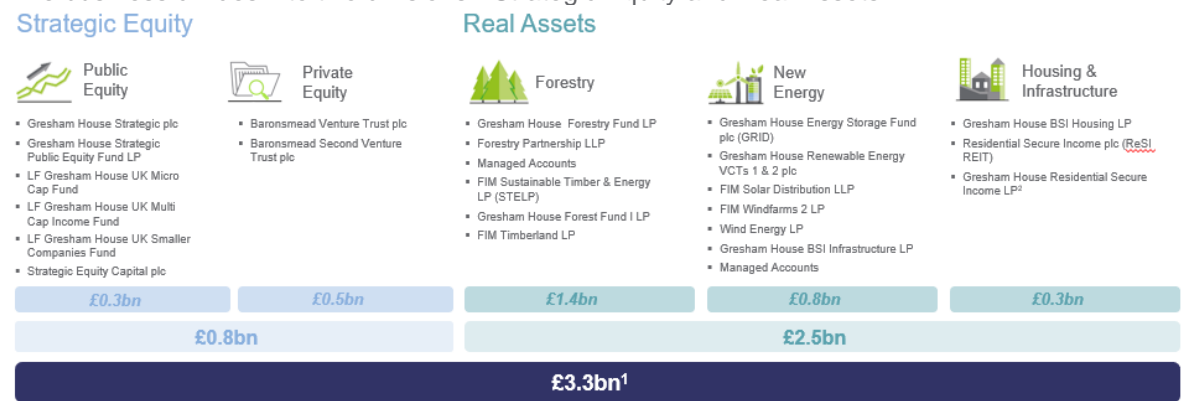 Strategic Equity
Real Assets
Public
Equity
Private
Equity
Forestry
New
Energy
Housing &
Infrastructure
▪ Gresham House Strategic plc
▪ Gresham House Strategic
Public Equity Fund LP
▪ LF Gresham House UK Micro
Cap Fund
▪ LF Gresham House UK Multi
Cap Income Fund
▪ LF Gresham House UK Smaller
Companies Fund
▪ Strategic Equity Capital plc
▪ Baronsmead Venture Trust plc
▪ Baronsmead Second Venture
Trust plc
▪ Gresham House Forestry Fund LP
▪ Forestry Partnership LLP
▪ Managed Accounts
▪ FIM Sustainable Timber & Energy
LP (STELP)
▪ Gresham House Forest Fund I LP
▪ FIM Timberland LP
▪ Gresham House Energy Storage Fund
plc (GRID)
▪ Gresham House Renewable Energy
VCTs 1 & 2 plc
▪ FIM Solar Distribution LLP
▪ FIM Windfarms 2 LP
▪ Wind Energy LP
▪ Gresham House BSI Infrastructure LP
▪ Managed Accounts
▪ Gresham House BSI Housing LP
▪ Residential Secure Income plc (ReSI
REIT)
▪ Gresham House Residential Secure
Income LP²
£0.3bn
£0.5bn
£1.4bn
£0.8bn
£0.3bn
£0.8bn
£2.5bn
£3.3bn¹